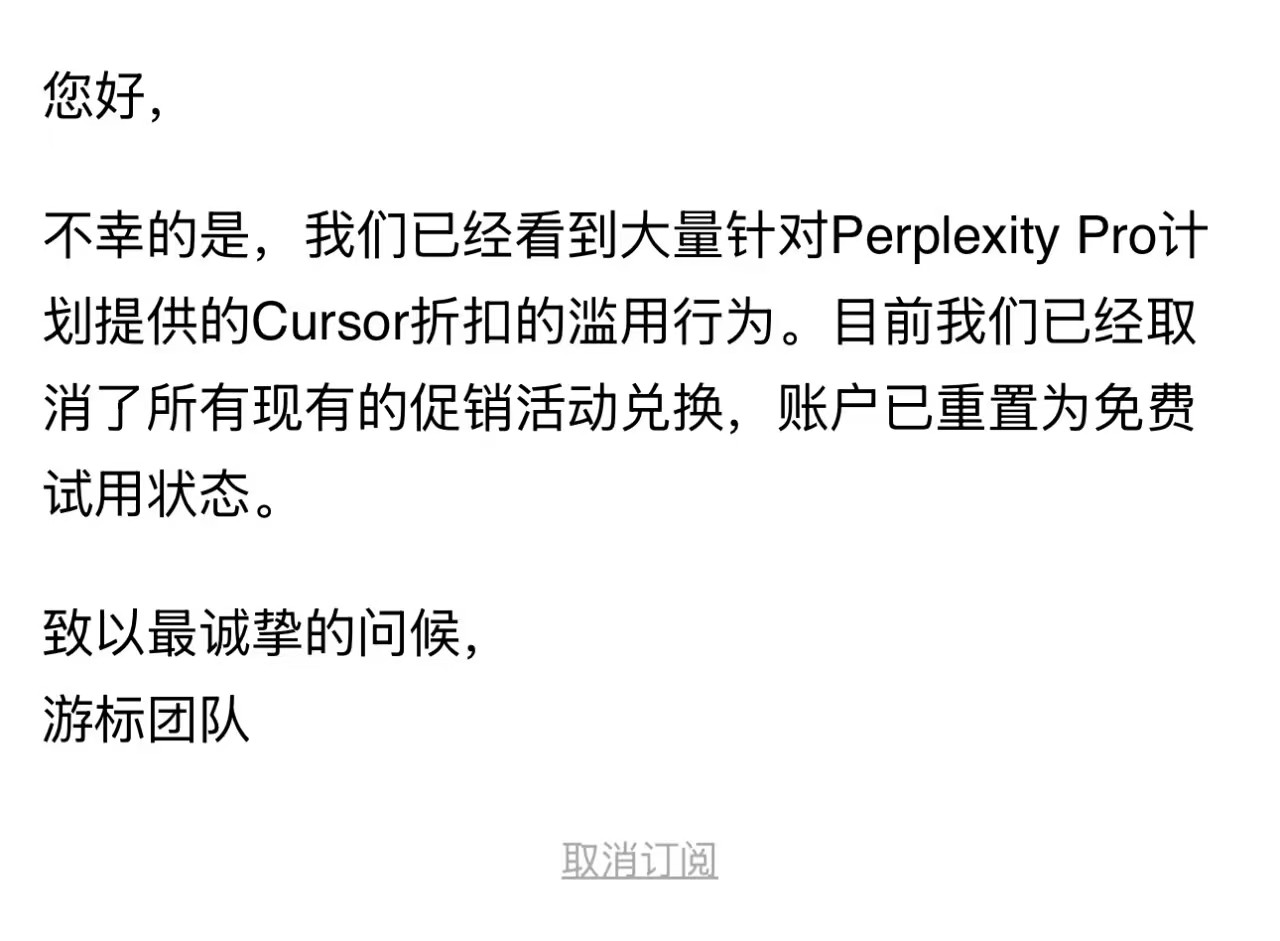 您好，
不幸的是，我们已经看到大量针对Perplexity Pro计
划提供的Cursor折扣的滥用行为。目前我们已经取
消了所有现有的促销活动兑换，账户已重置为免费
试用状态。
致以最诚挚的问候，
游标团队
取消订阅